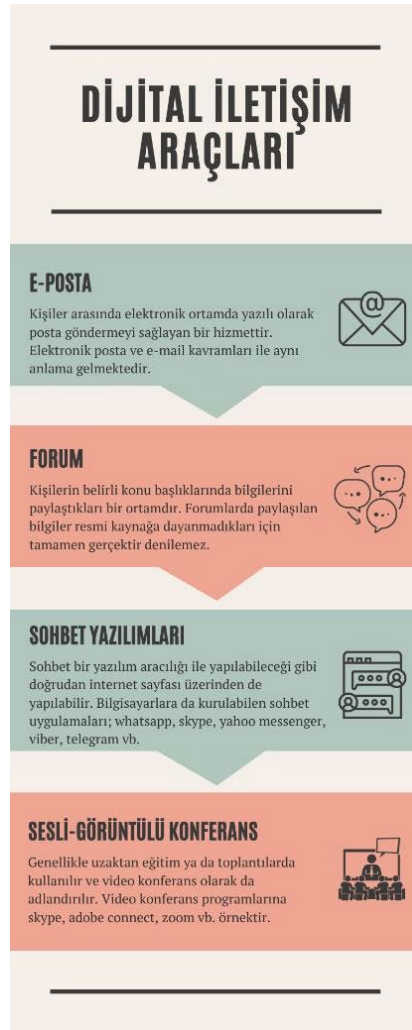 DİJİTAL İLETİŞİM
ARAÇLARI
E-POSTA
Kişiler arasında elektronik ortamda yazılı olarak
posta göndermeyi sağlayan bir hizmettir.
Elektronik posta ve e-mail kavramları ile aynı
anlama gelmektedir.
FORUM
Kişilerin belirli konu başlıklarında bilgilerini
paylaştıkları bir ortamdır. Forumlarda paylaşılan
bilgiler resmi kaynağa dayanmadıkları için
tamamen gerçektir denilemez.
SOHBET YAZILIMLARI
Sohbet bir yazılım aracılığı ile yapılabileceği gibi
doğrudan internet sayfası üzerinden de
yapılabilir. Bilgisayarlara da kurulabilen sohbet
uygulamaları; whatsapp, skype, yahoo messenger,
viber, telegram vb.
SESLİ-GÖRÜNTÜLÜ KONFERANS
Genellikle uzaktan eğitim ya da toplantılarda
kullanılır ve video konferans olarak da
adlandırılır. Video konferans programlarına
skype, adobe connect, zoom vb. örnektir.